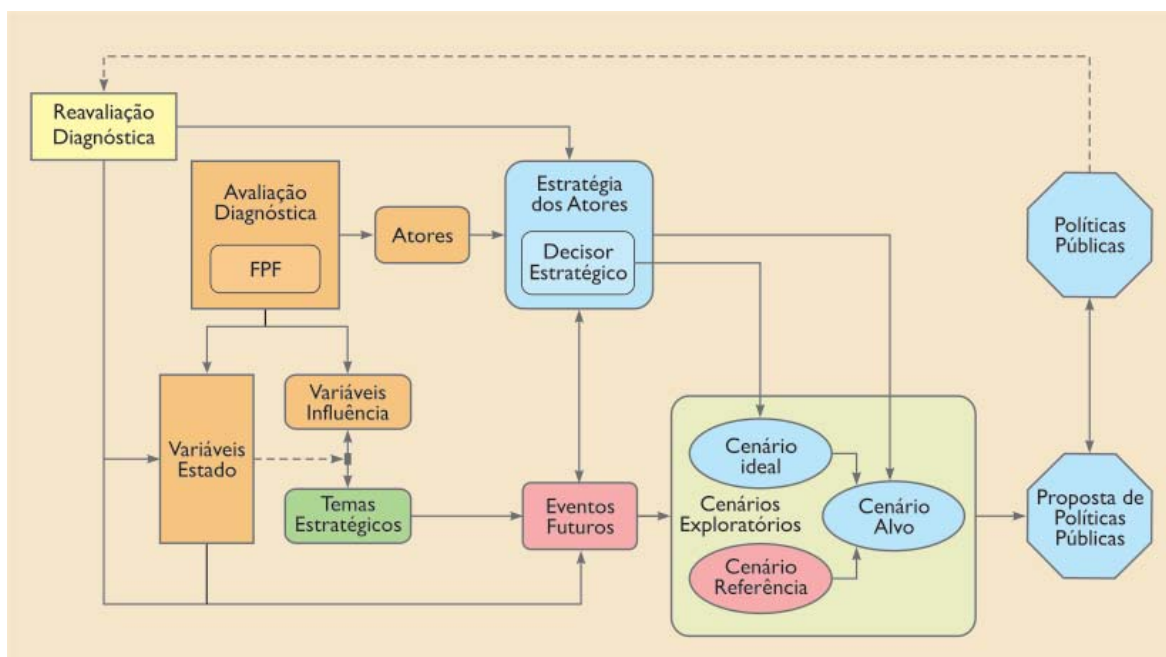 Reavaliação
Diagnóstica
Avaliação
Diagnóstica
FPF
Atores
Estratégia
dos Atores
Decisor
Estratégico
Políticas
Públicas
Variáveis
Estado
Variáveis
Influência
Temas
Estratégicos
Eventos
Futuros
Cenário
ideal
Cenários
Exploratórios
Cenário
Alvo
Cenário
Referência
Proposta de
Políticas
Públicas